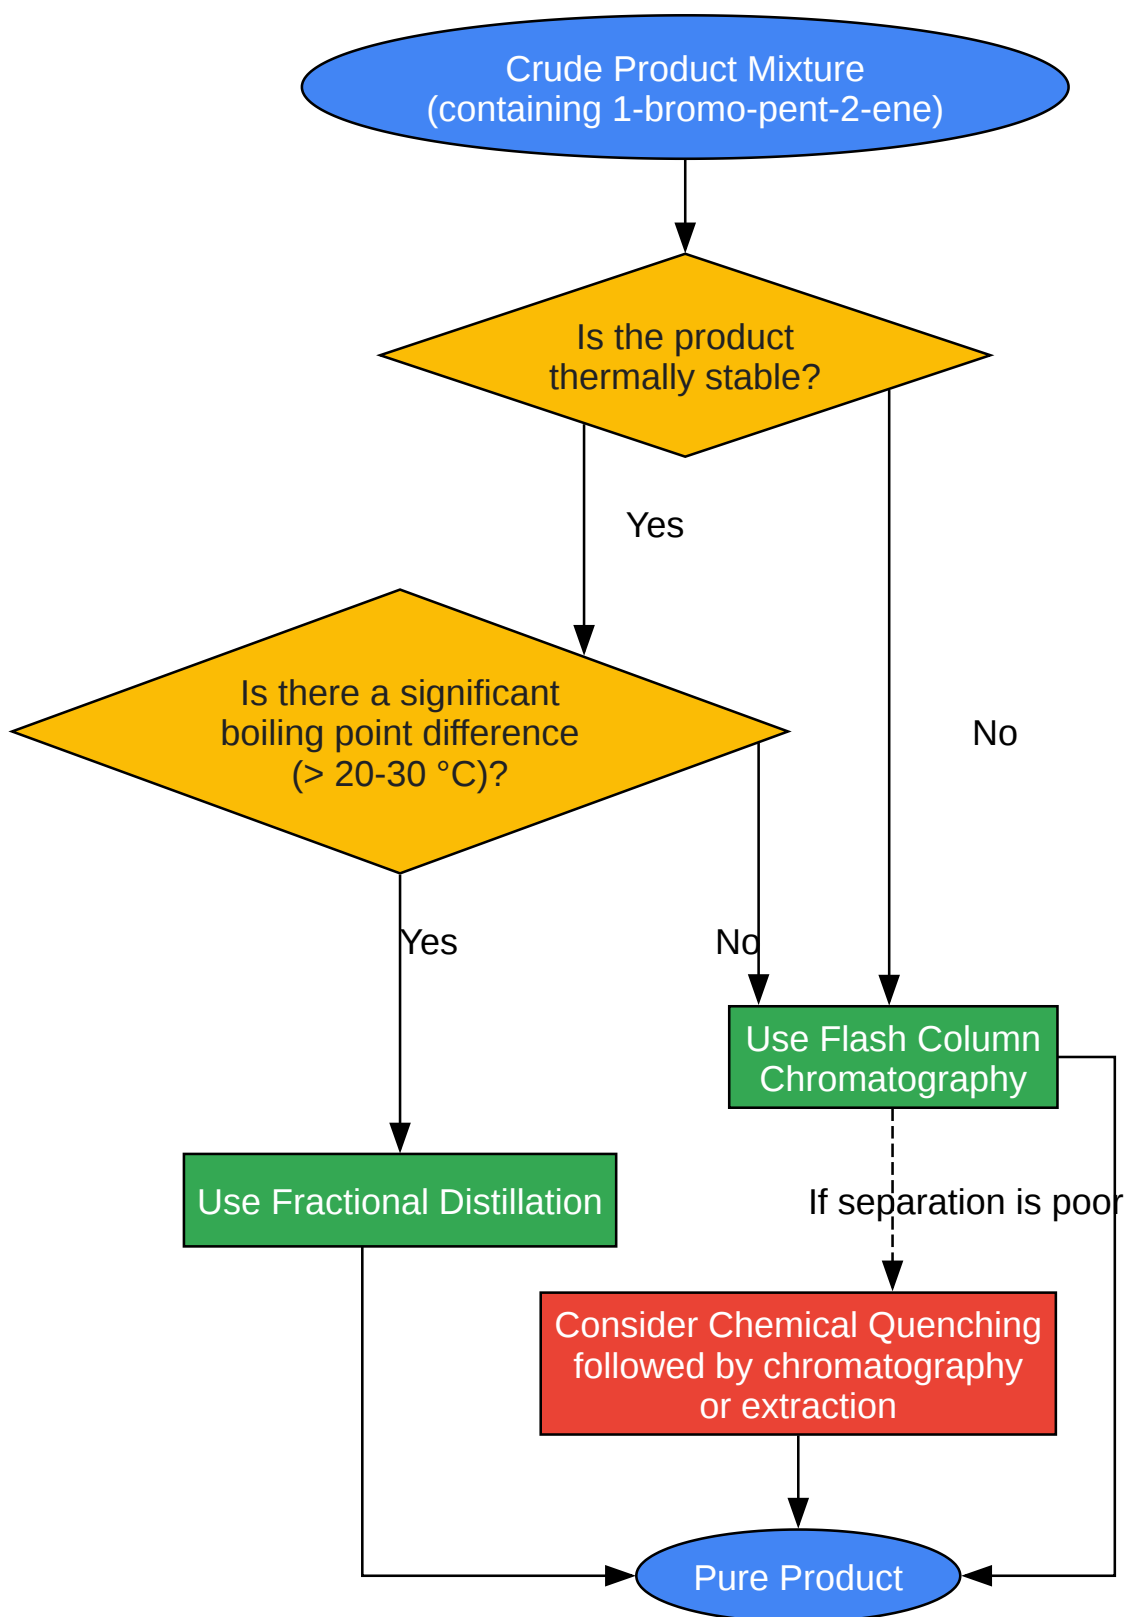 Crude Product Mixture
(containing 1-bromo-pent-2-ene)
Is the product
thermally stable?
Yes
Is there a significant
boiling point difference
(> 20-30 °C)?
No
Yes
No
Use Flash Column
Chromatography
Use Fractional Distillation
If separation is poor
Consider Chemical Quenching
followed by chromatography
or extraction
Pure Product